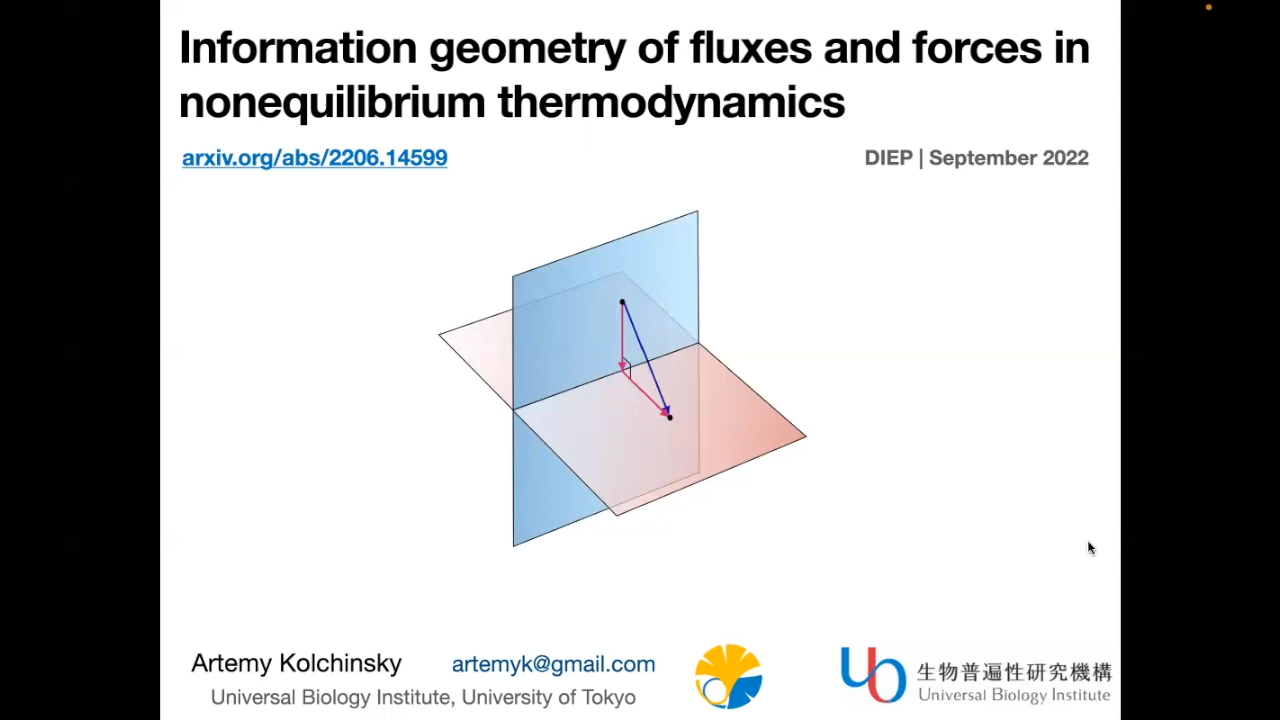 Information geometry of fluxes and forces in
nonequilibrium thermodynamics
arxiv.org/abs/2206.14599
DIEP | September 2022
Artemy Kolchinsky
artemyk@gmail.com
Universal Biology Institute, University of Tokyo
生物普遍性研究機構
Universal Biology Institute